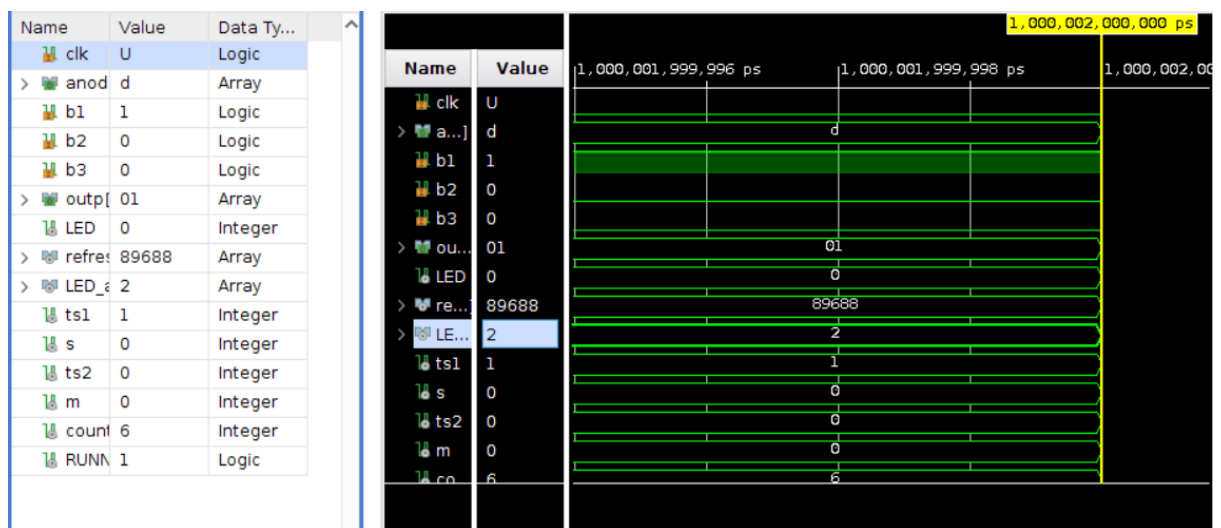 Name Value Data Ty...
clk U Logic
anod d Array
b1 1 Logic
b2 0 Logic
b3 0 Logic
outp[ 01 Array
LED 0 Integer
refres 89688 Array
LED_a 2 Array
ts1 1 Integer
s 0 Integer
ts2 0 Integer
m 0 Integer
count 6 Integer
RUNN 1 Logic
1,000,002,000,000 ps
Name Value 1,000,001,999,996 ps 1,000,001,999,998 ps 1,000,002,00
clk U
a...] d d
b1 1
b2 0
b3 0
ou... 01 01
LED 0 0
re...] 89688 89688
LE... 2 2
ts1 1 1
s 0 0
ts2 0 0
m 0 0
co 6 6